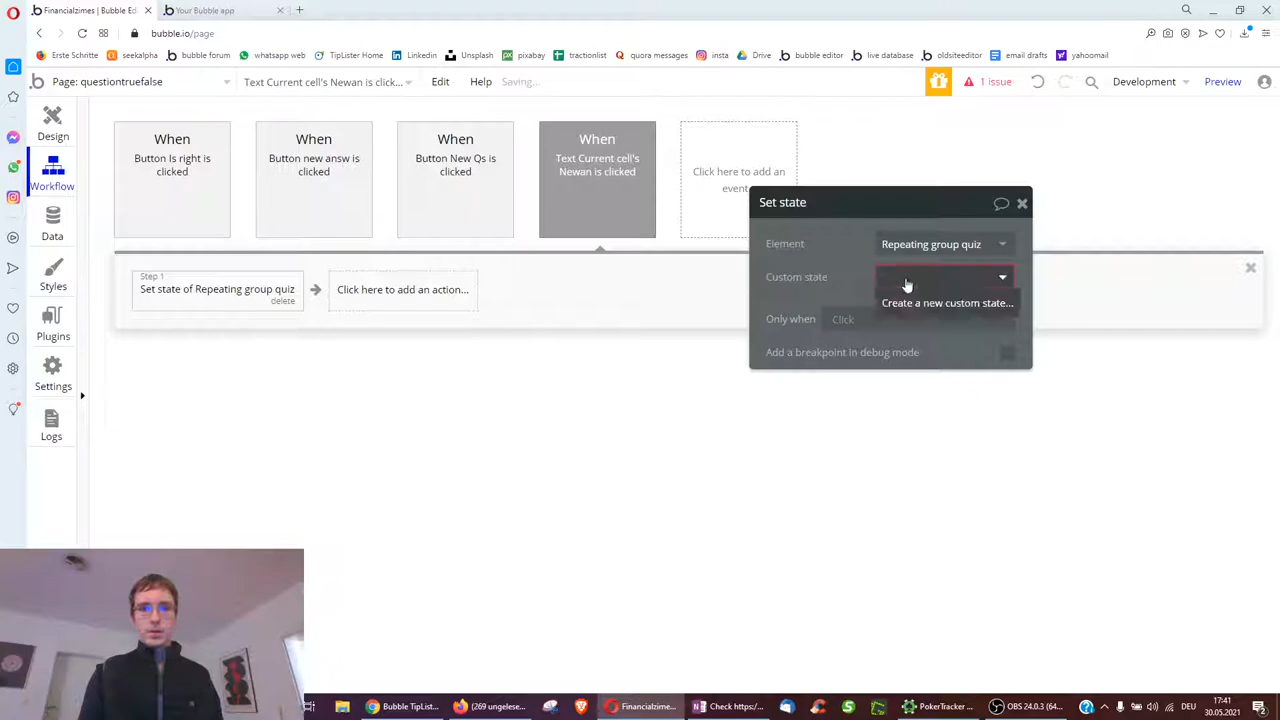 Financialzimes | Bubble Ed
Your Bubble app
bubble.io/page
Erste Schritte
seekalpha
bubble forum
whatsapp web
TipLister Home
Linkedin
Unsplash
pixabay
tractionlist
quora messages
insta
Drive
bubble editor
live database
oldsiteeditor
email drafts
yahoomail
Page: questiontruefalse
Text Current cell's Newan is clicked...
Edit
Help
Saving...
1 issue
Development
Preview
Design
Workflow
Data
Styles
Plugins
Settings
Logs
When
Button Is right is
clicked
When
Button new answ is
clicked
When
Button New Qs is
clicked
When
Text Current cell's
Newan is clicked
Click here to add an
event...
Step 1
Set state of Repeating group quiz
delete
Click here to add an action...
Set state
Element
Repeating group quiz
Custom state
Create a new custom state...
Only when
Click
Add a breakpoint in debug mode
Bubble TipList...
(269 ungelese...
Financialzime...
Check https:/...
PokerTracker ...
OBS 24.0.3 (64...
DEU
17:41
30.05.2021